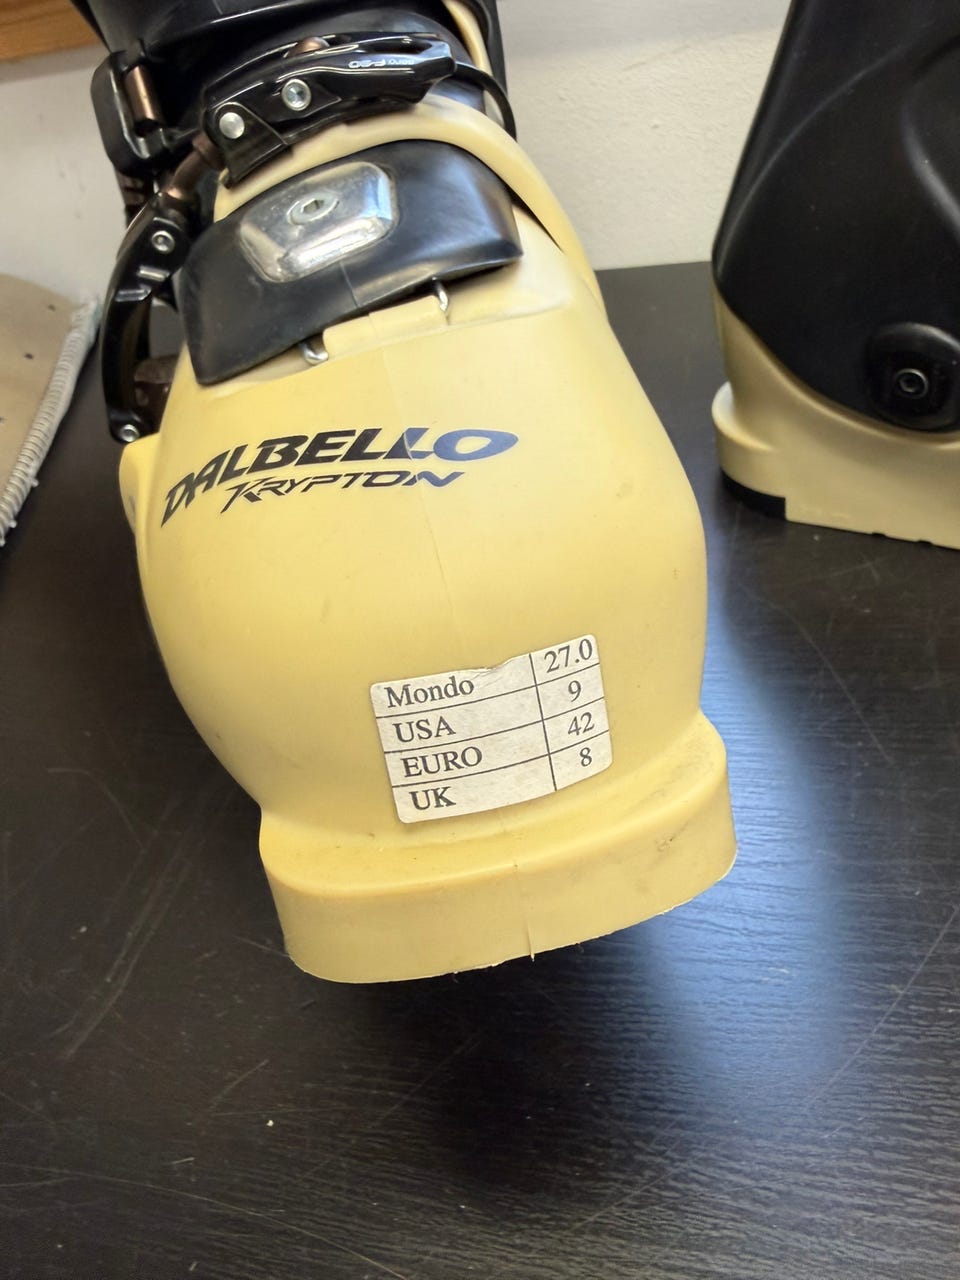 DALBELLO
KRYPTON
Mondo 27.0
USA 9
EURO 42
UK 8